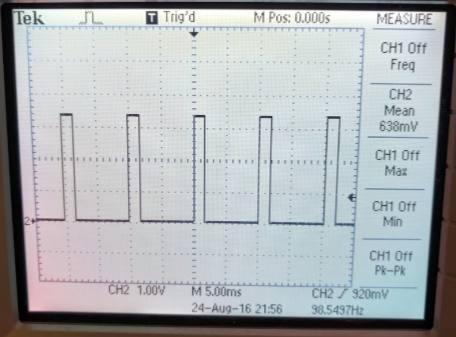 Tek T Trig'd M Pos: 0.000s MEASURE
CH1 Off
Freq
CH2
Mean
638mV
CH1 Off
Max
CH1 Off
Min
CH1 Off
Pk-Pk
2
CH2 1.00V M 5.00ms CH2 920mV
24-Aug-16 21:56 98.5497Hz